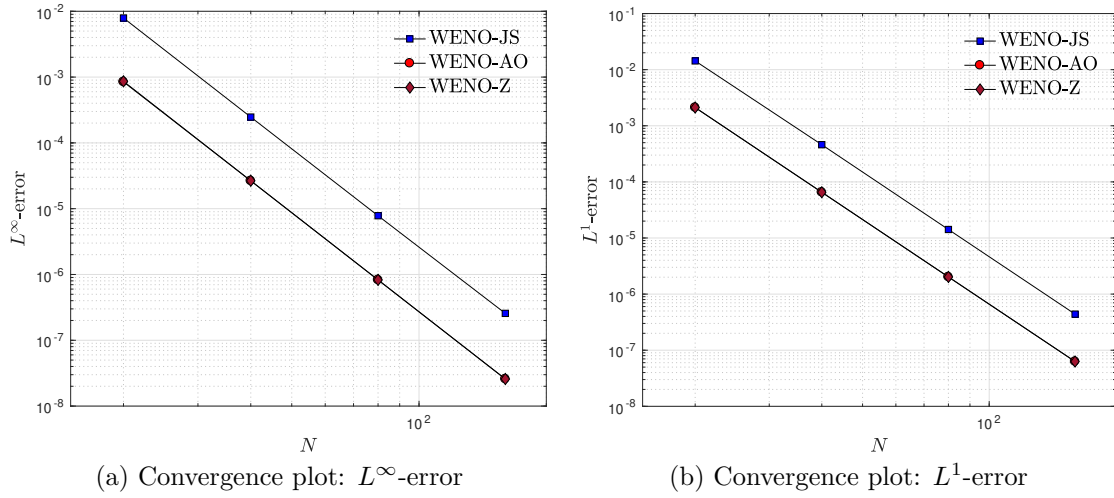 10^-2
10^-3
10^-4
10^-5
10^-6
10^-7
10^-8
L^∞-error
10^2
N
WENO-JS
WENO-AO
WENO-Z
(a) Convergence plot: L^∞-error
10^-1
10^-2
10^-3
10^-4
10^-5
10^-6
10^-7
10^-8
L^1-error
10^2
N
WENO-JS
WENO-AO
WENO-Z
(b) Convergence plot: L^1-error